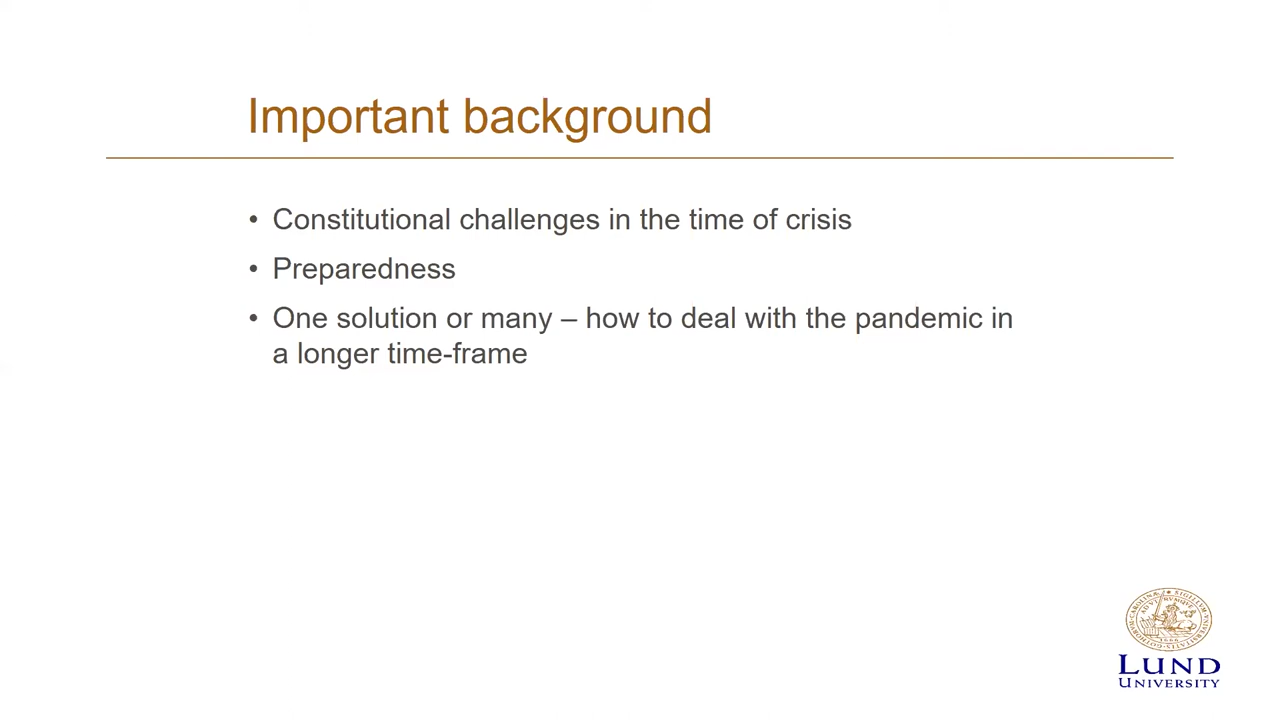 Important background
• Constitutional challenges in the time of crisis
• Preparedness
• One solution or many – how to deal with the pandemic in
a longer time-frame
LUND
UNIVERSITY